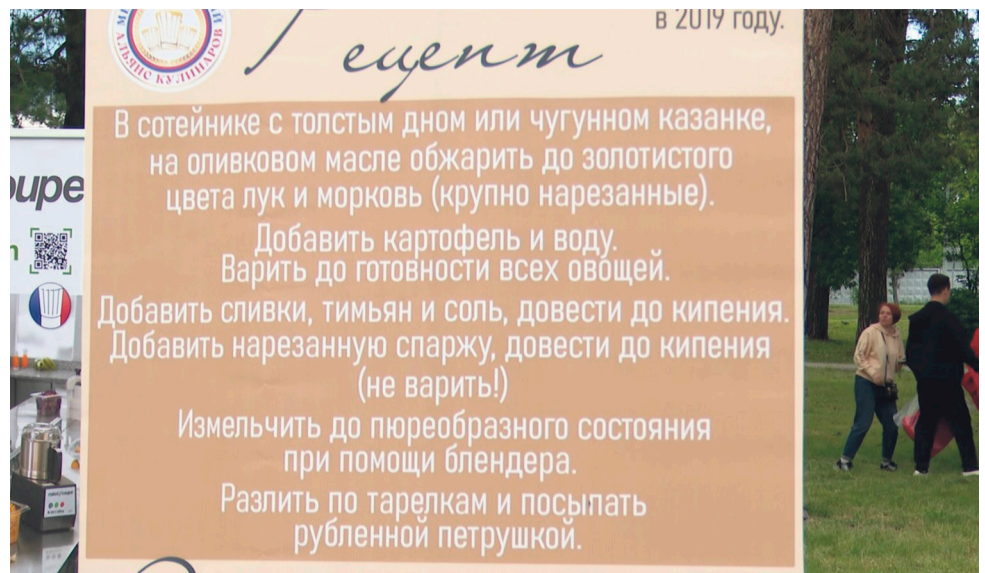 АЛЬЯНС КУЛИНАРОВ
в 2019 году.
Рецепт
В сотейнике с толстым дном или чугунном казанке,
на оливковом масле обжарить до золотистого
цвета лук и морковь (крупно нарезанные).
Добавить картофель и воду.
Варить до готовности всех овощей.
Добавить сливки, тимьян и соль, довести до кипения.
Добавить нарезанную спаржу, довести до кипения
(не варить!)
Измельчить до пюреобразного состояния
при помощи блендера.
Разлить по тарелкам и посыпать
рубленной петрушкой.